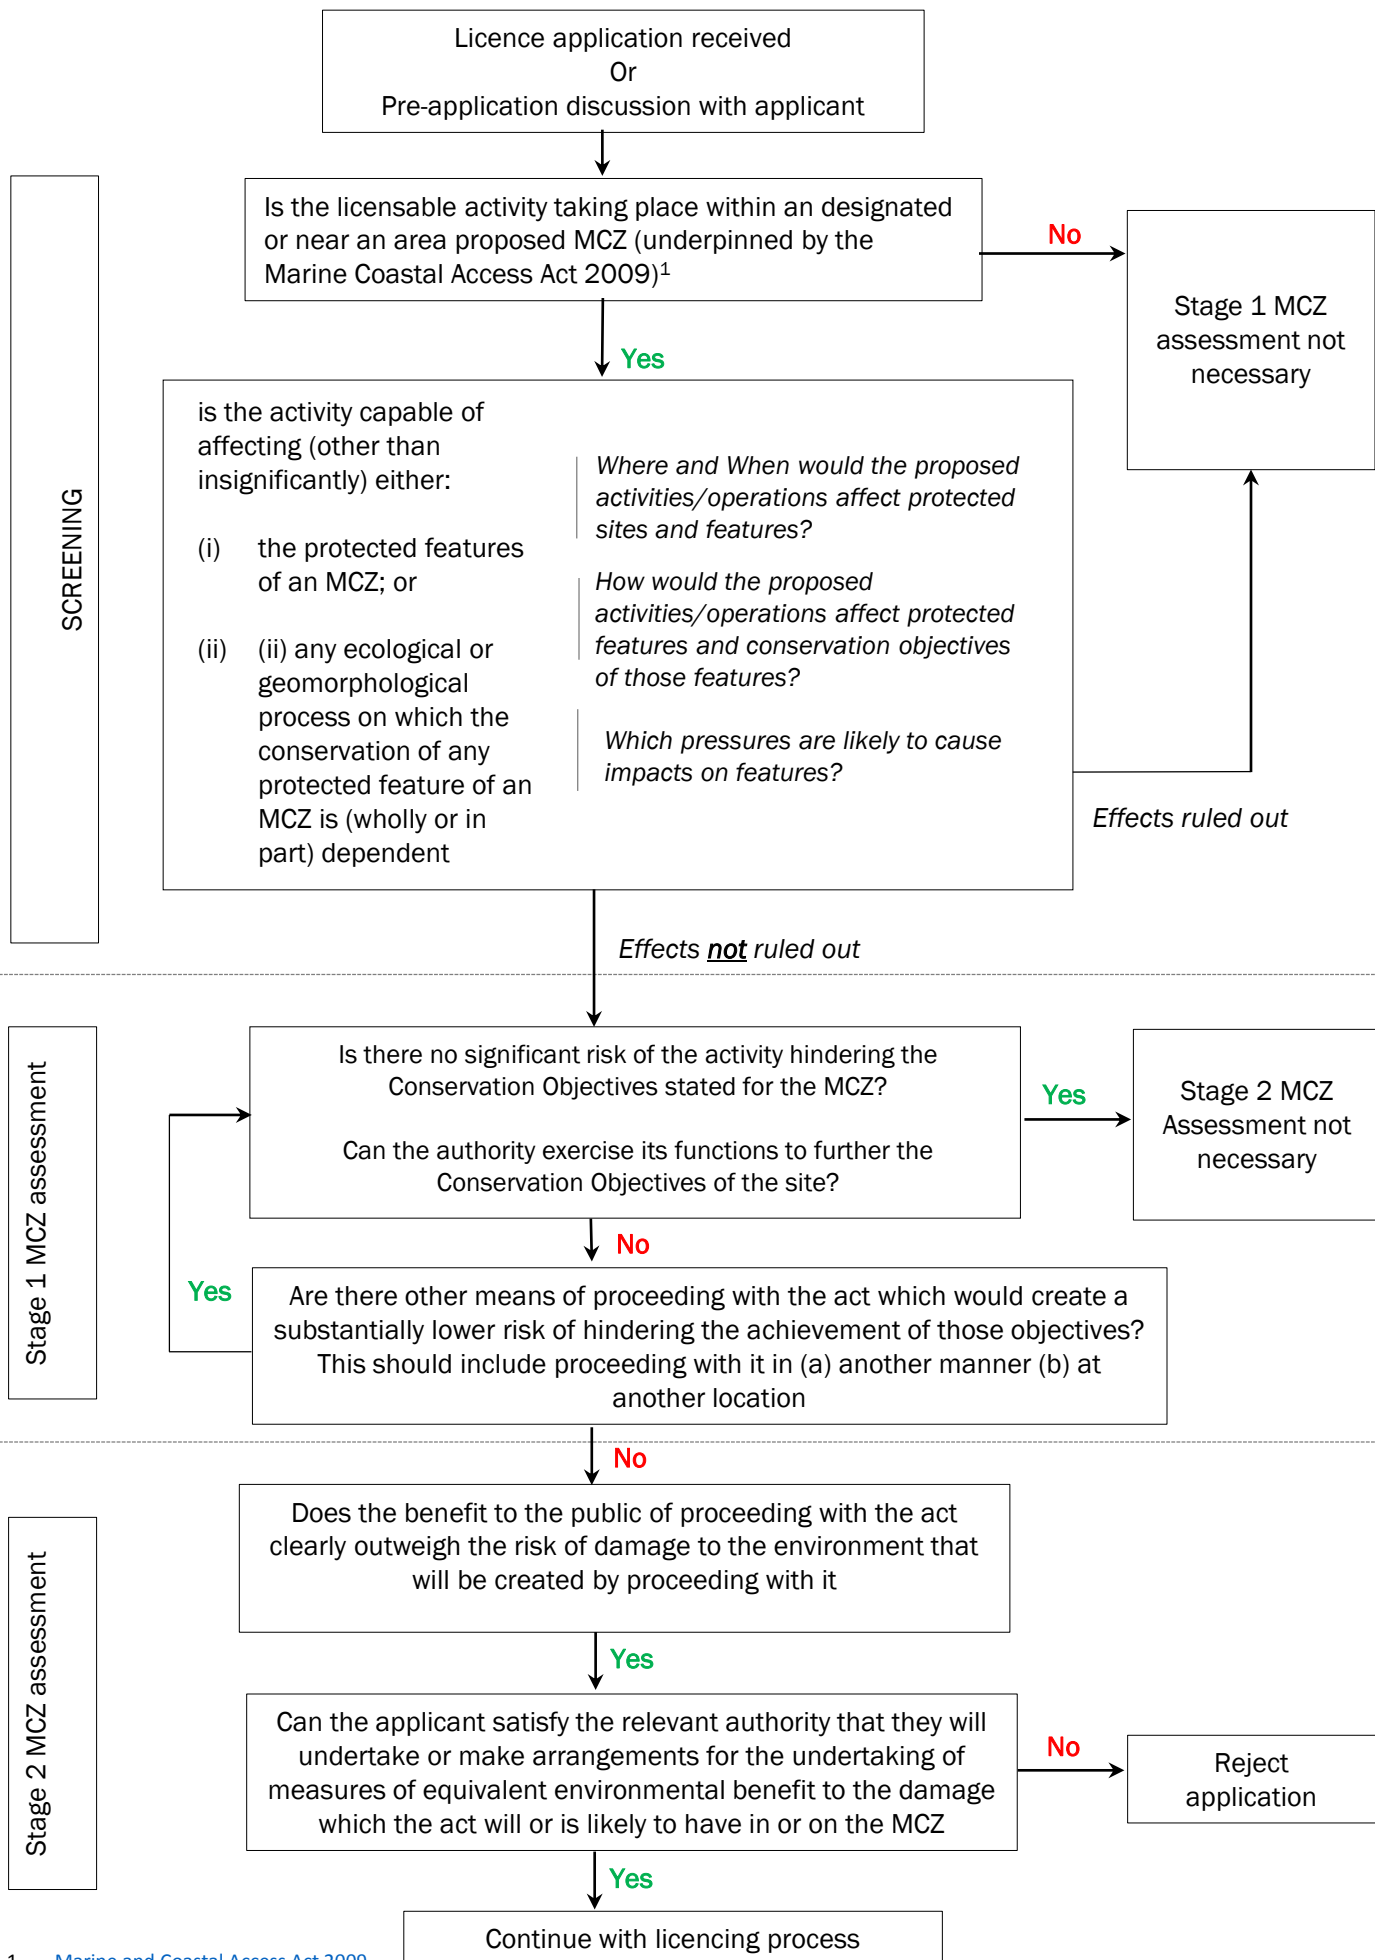 Licence application received
Or
Pre-application discussion with applicant
SCREENING
Is the licensable activity taking place within an designated
or near an area proposed MCZ (underpinned by the
Marine Coastal Access Act 2009)1
No
Stage 1 MCZ
assessment not
necessary
Yes
is the activity capable of
affecting (other than
insignificantly) either:
(i) the protected features
of an MCZ; or
(ii) (ii) any ecological or
geomorphological
process on which the
conservation of any
protected feature of an
MCZ is (wholly or in
part) dependent
Where and When would the proposed
activities/operations affect protected
sites and features?
How would the proposed
activities/operations affect protected
features and conservation objectives
of those features?
Which pressures are likely to cause
impacts on features?
Effects ruled out
Effects not ruled out
Stage 1 MCZ assessment
Is there no significant risk of the activity hindering the
Conservation Objectives stated for the MCZ?
Can the authority exercise its functions to further the
Conservation Objectives of the site?
Yes
Stage 2 MCZ
Assessment not
necessary
No
Yes
Are there other means of proceeding with the act which would create a
substantially lower risk of hindering the achievement of those objectives?
This should include proceeding with it in (a) another manner (b) at
another location
No
Stage 2 MCZ assessment
Does the benefit to the public of proceeding with the act
clearly outweigh the risk of damage to the environment that
will be created by proceeding with it
Yes
Can the applicant satisfy the relevant authority that they will
undertake or make arrangements for the undertaking of
measures of equivalent environmental benefit to the damage
which the act will or is likely to have in or on the MCZ
No
Reject
application
Yes
Continue with licencing process
1 Marine and Coastal Access Act 2009